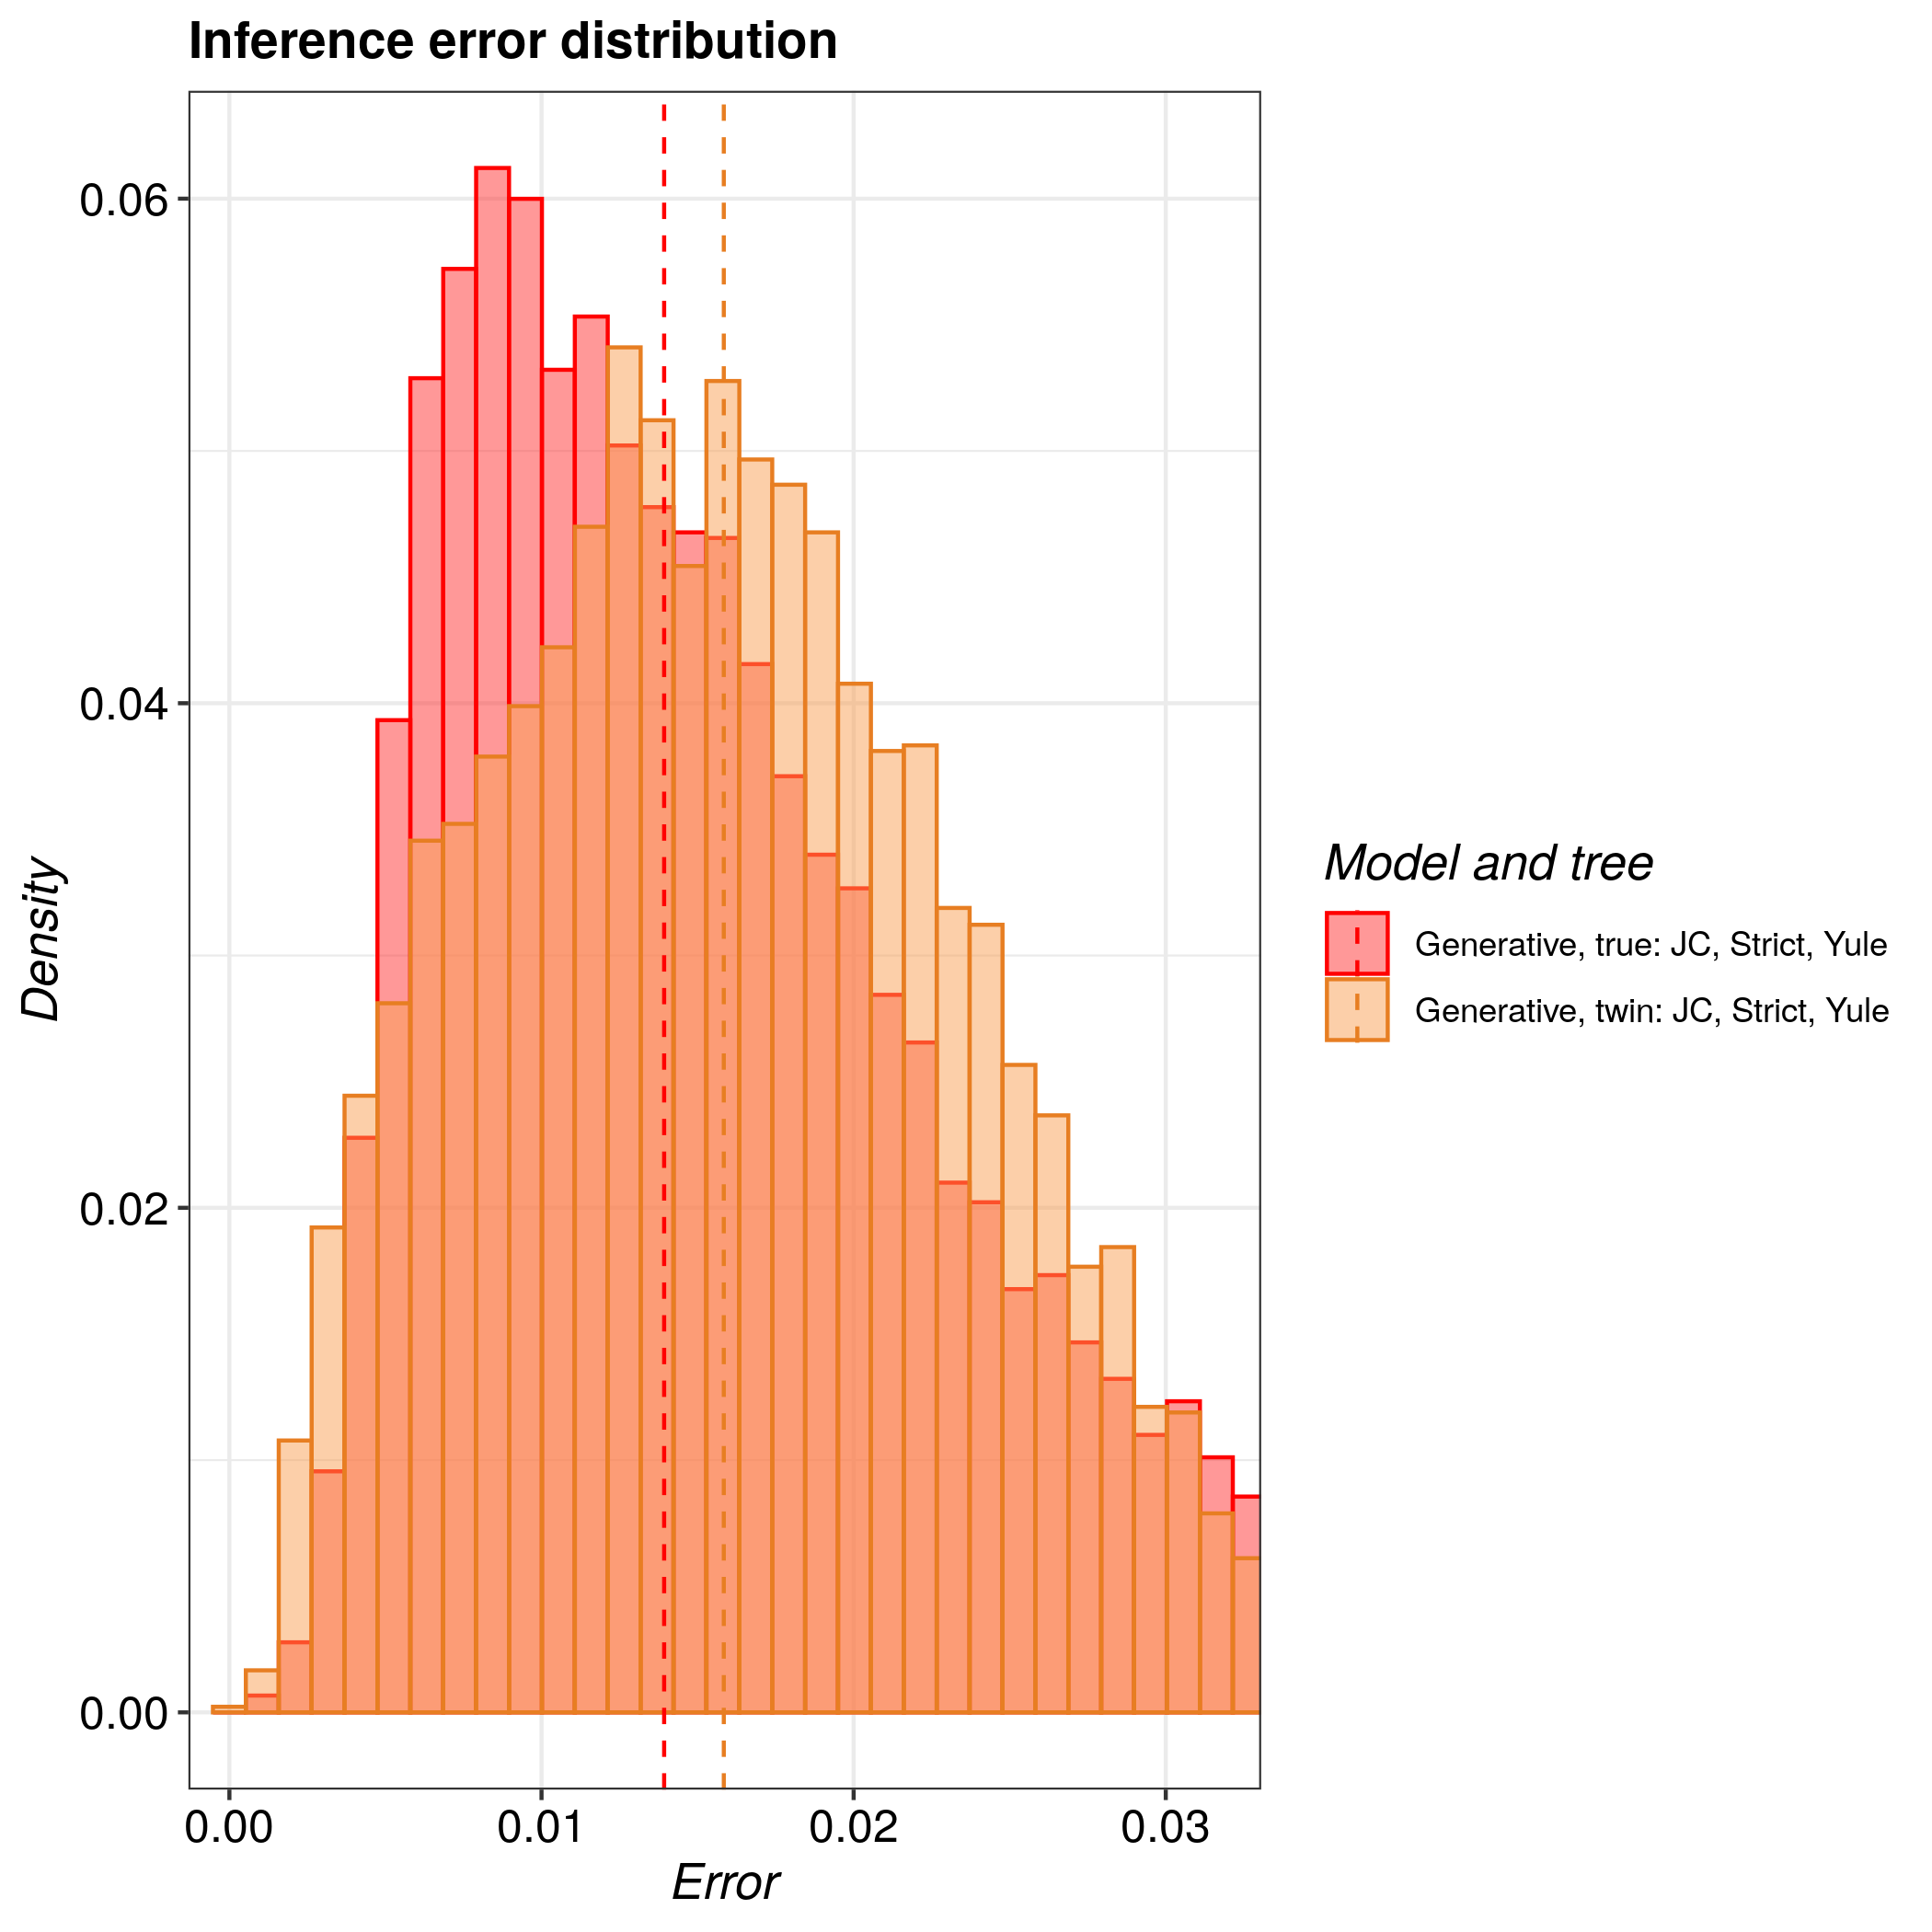 Inference error distribution
0.06
0.04
0.02
0.00
Density
0.00 0.01 0.02 0.03
Error
Model and tree
Generative, true: JC, Strict, Yule
Generative, twin: JC, Strict, Yule